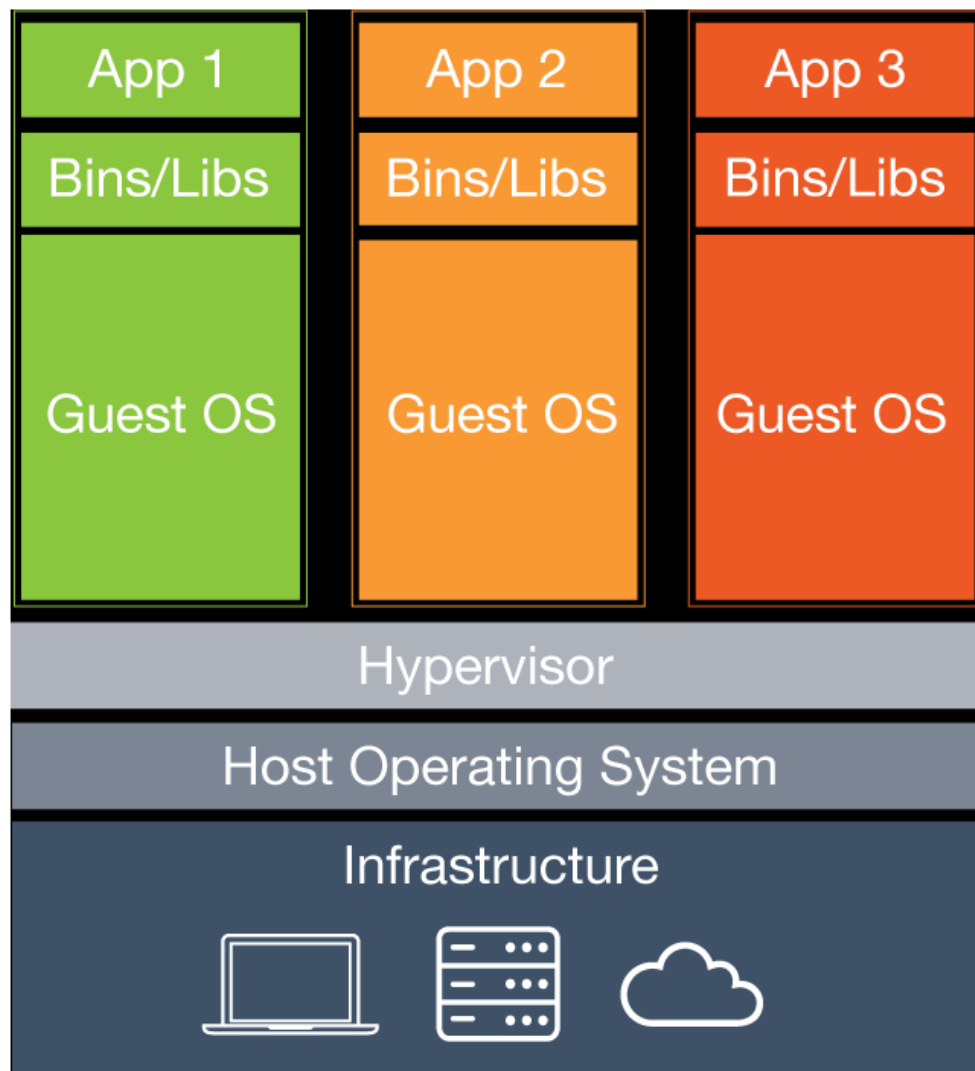 App 1
App 2
App 3
Bins/Libs
Bins/Libs
Bins/Libs
Guest OS
Guest OS
Guest OS
Hypervisor
Host Operating System
Infrastructure